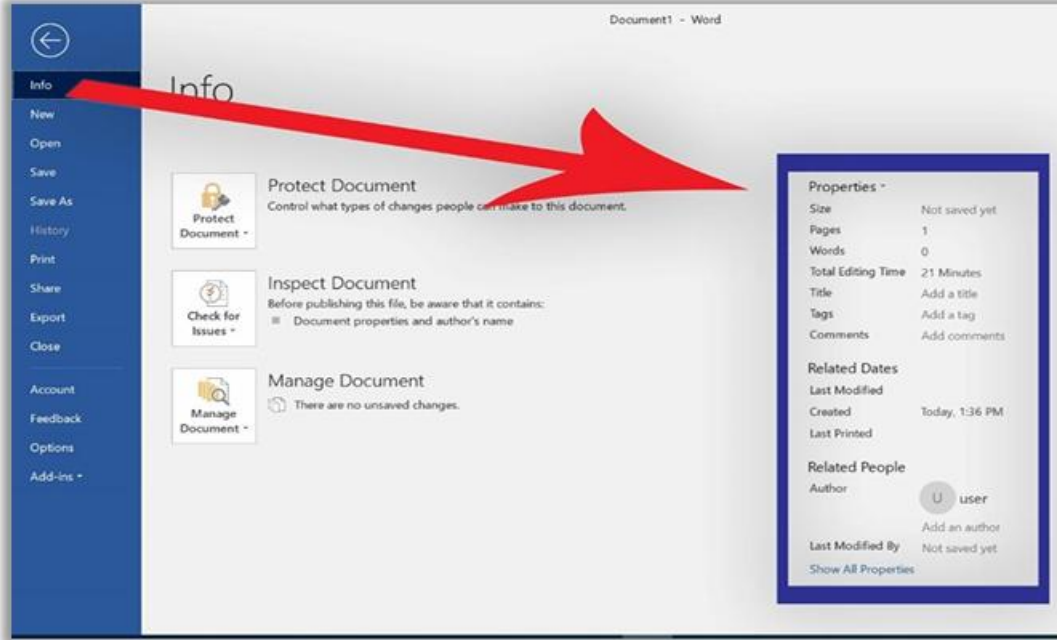 Document1 - Word
Info
New
Open
Save
Save As
History
Print
Share
Export
Close
Account
Feedback
Options
Add-ins
Info
Protect
Document
Protect Document
Control what types of changes people can make to this document.
Check for
Issues
Inspect Document
Before publishing this file, be aware that it contains:
Document properties and author's name
Manage
Document
Manage Document
There are no unsaved changes.
Properties
Size Not saved yet
Pages 1
Words 0
Total Editing Time 21 Minutes
Title Add a title
Tags Add a tag
Comments Add comments
Related Dates
Last Modified
Created Today, 1:36 PM
Last Printed
Related People
Author U user
Add an author
Last Modified By Not saved yet
Show All Properties